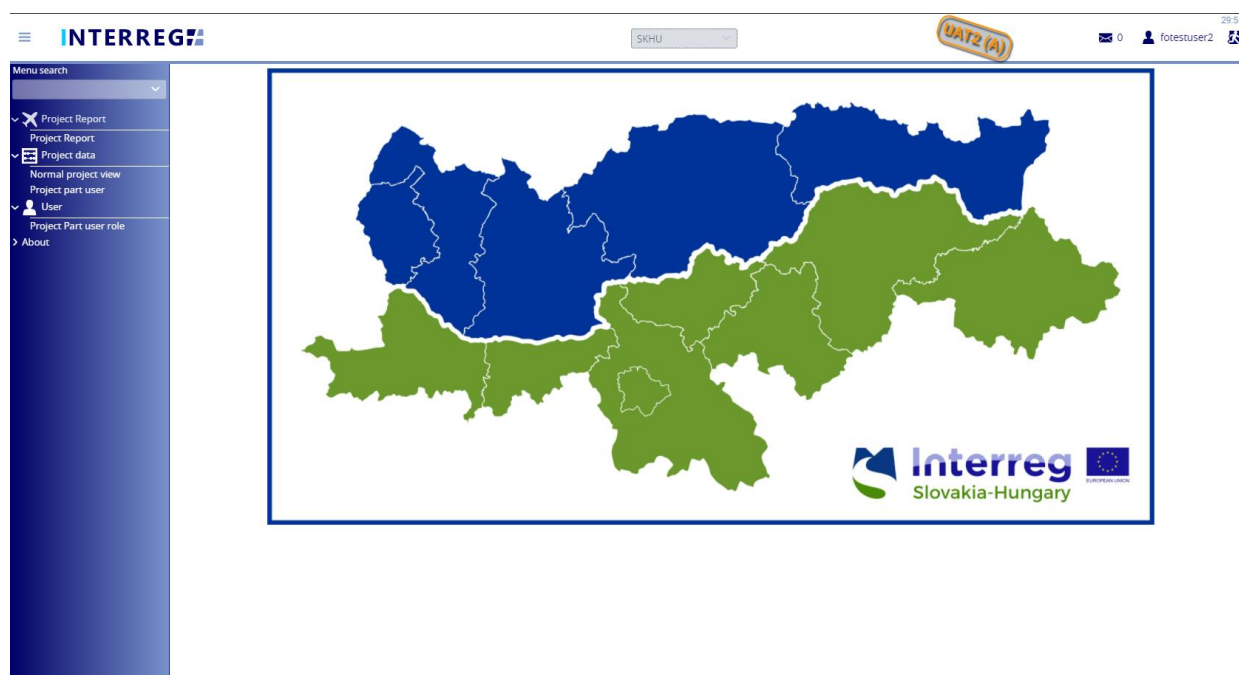 29:5
INTERREG
SKHU
UAT2 (A)
0
fotestuser2
Menu search
Project Report
Project Report
Project data
Normal project view
Project part user
User
Project Part user role
About
Interreg
Slovakia-Hungary
EUROPEAN UNION